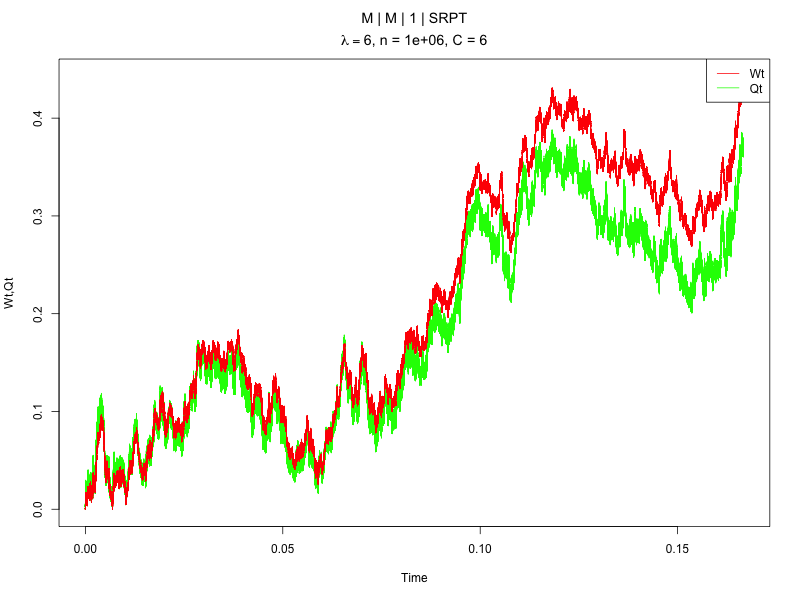 M | M | 1 | SRPT
λ = 6, n = 1e+06, C = 6
Wt
Qt
Wt,Qt
0.4
0.3
0.2
0.1
0.0
0.00 0.05 0.10 0.15
Time